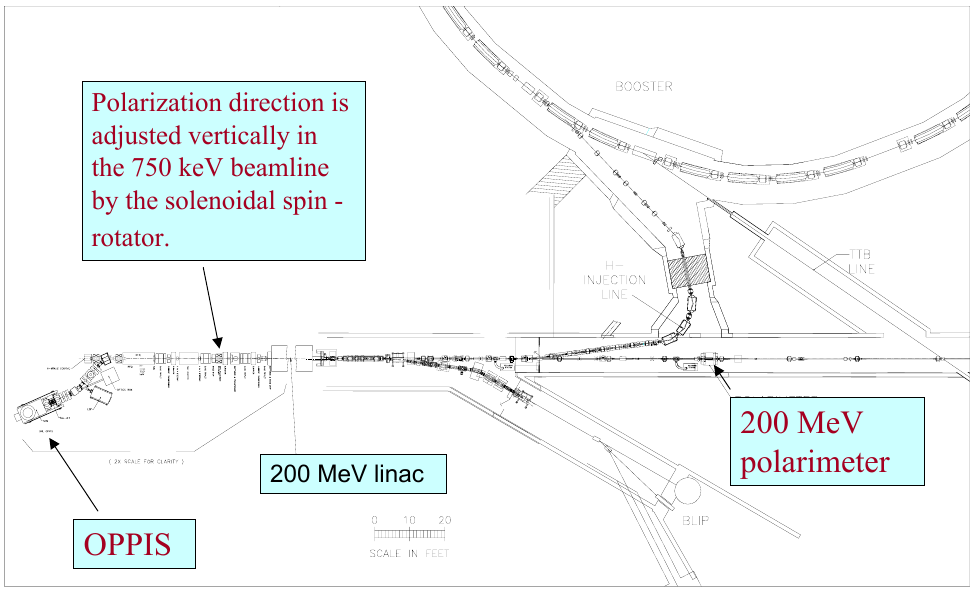 BOOSTER
Polarization direction is
adjusted vertically in
the 750 keV beamline
by the solenoidal spin -
rotator.
TTB
LINE
H-
INJECTION
LINE
200 MeV
polarimeter
( 2X SCALE FOR CLARITY )
200 MeV linac
OPPIS
0 10 20
SCALE IN FEET
BLIP